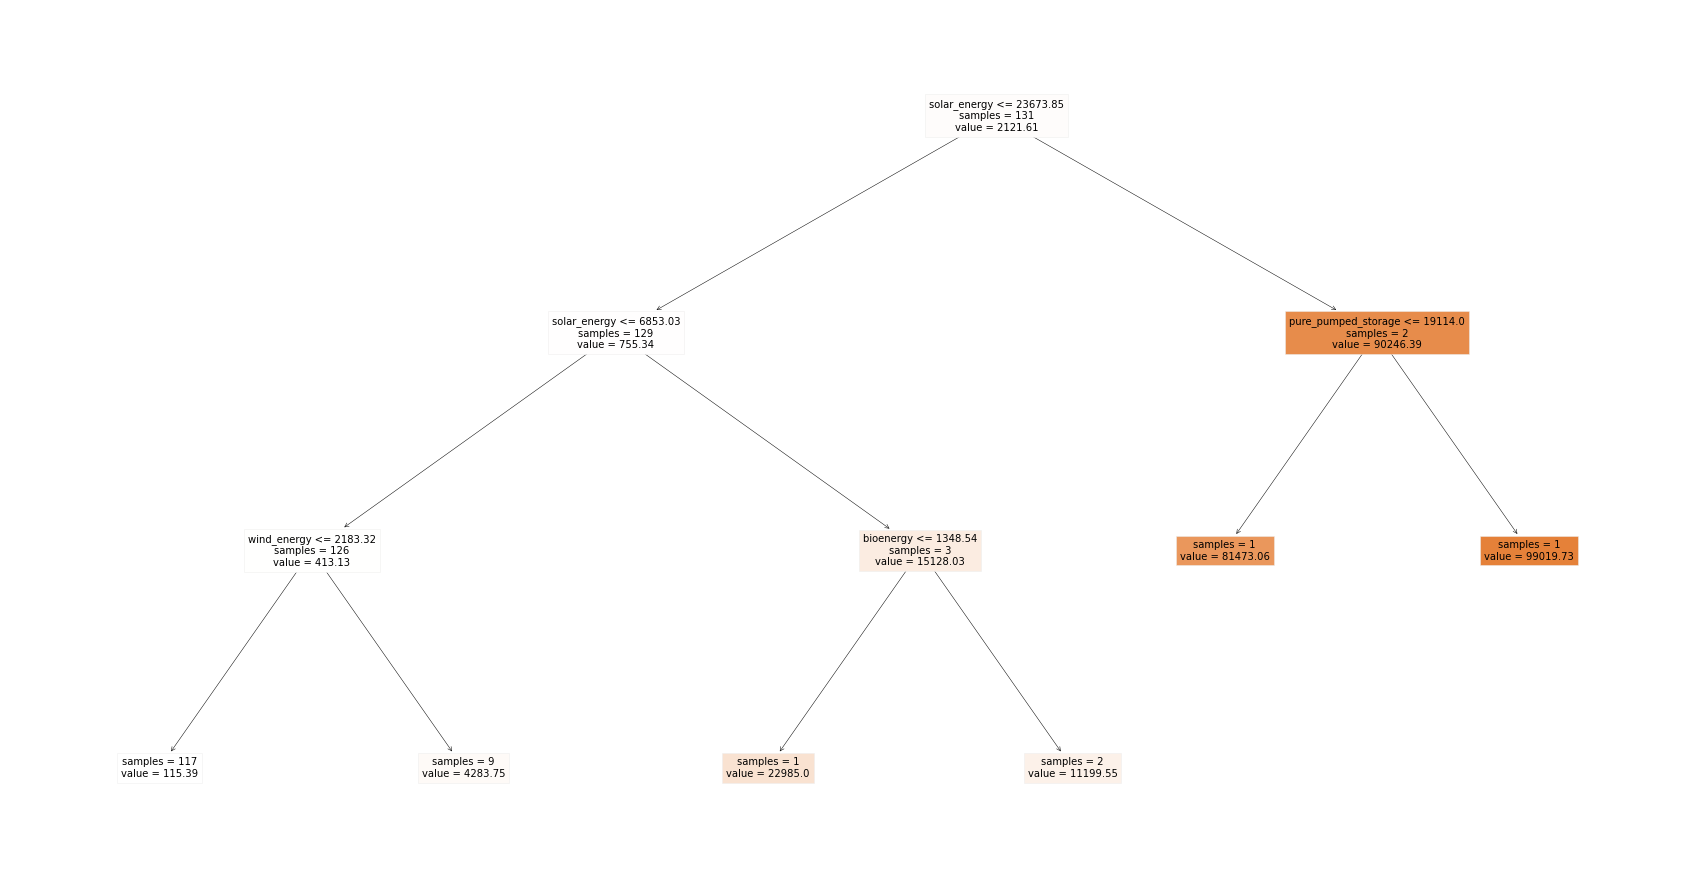 solar_energy <= 23673.85
samples = 131
value = 2121.61
solar_energy <= 6853.03
samples = 129
value = 755.34
pure_pumped_storage <= 19114.0
samples = 2
value = 90246.39
wind_energy <= 2183.32
samples = 126
value = 413.13
bioenergy <= 1348.54
samples = 3
value = 15128.03
samples = 1
value = 81473.06
samples = 1
value = 99019.73
samples = 117
value = 115.39
samples = 9
value = 4283.75
samples = 1
value = 22985.0
samples = 2
value = 11199.55